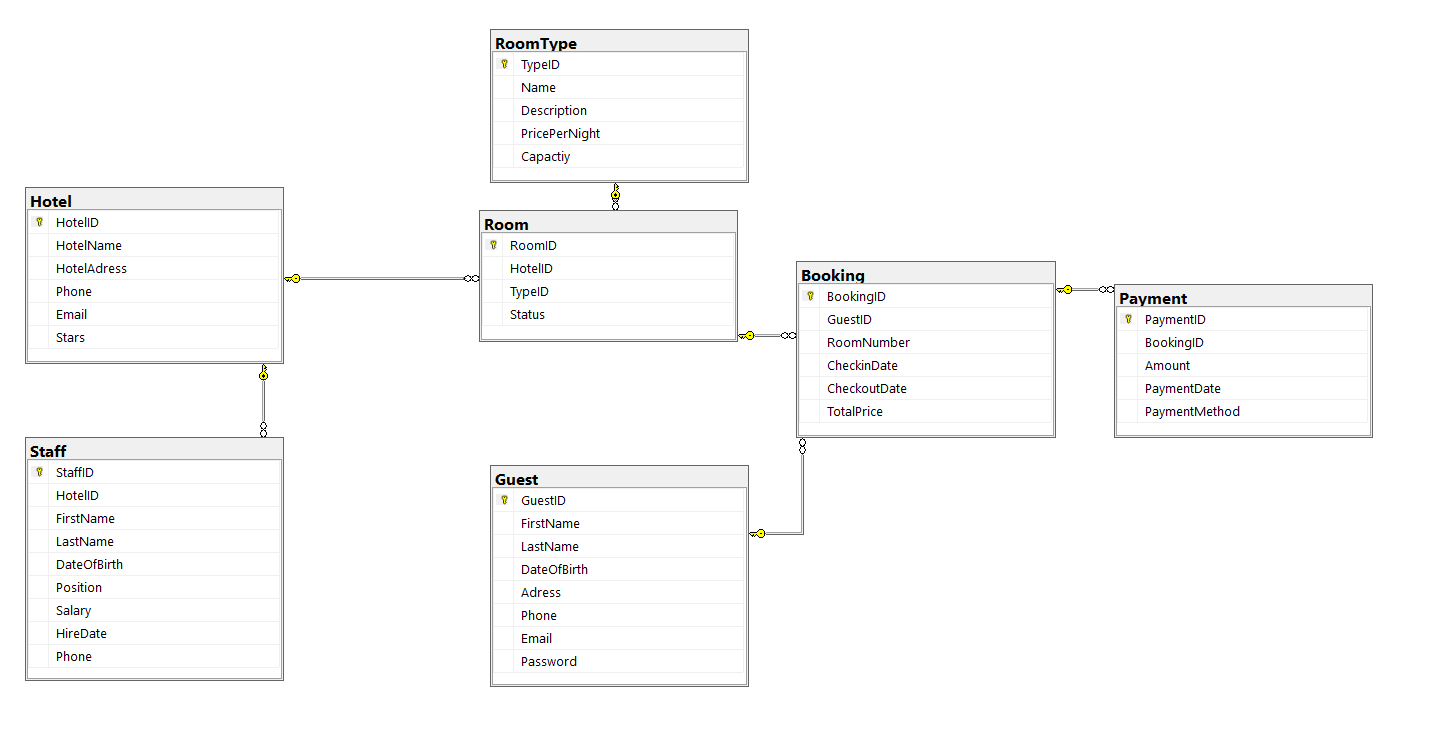 RoomType
TypeID
Name
Description
PricePerNight
Capactiy
Hotel
HotelID
HotelName
HotelAdress
Phone
Email
Stars
Room
RoomID
HotelID
TypeID
Status
Booking
BookingID
GuestID
RoomNumber
CheckinDate
CheckoutDate
TotalPrice
Payment
PaymentID
BookingID
Amount
PaymentDate
PaymentMethod
Staff
StaffID
HotelID
FirstName
LastName
DateOfBirth
Position
Salary
HireDate
Phone
Guest
GuestID
FirstName
LastName
DateOfBirth
Adress
Phone
Email
Password